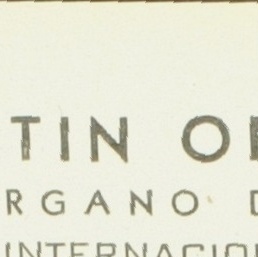 TIN O
RGANO D
INTERNACIO